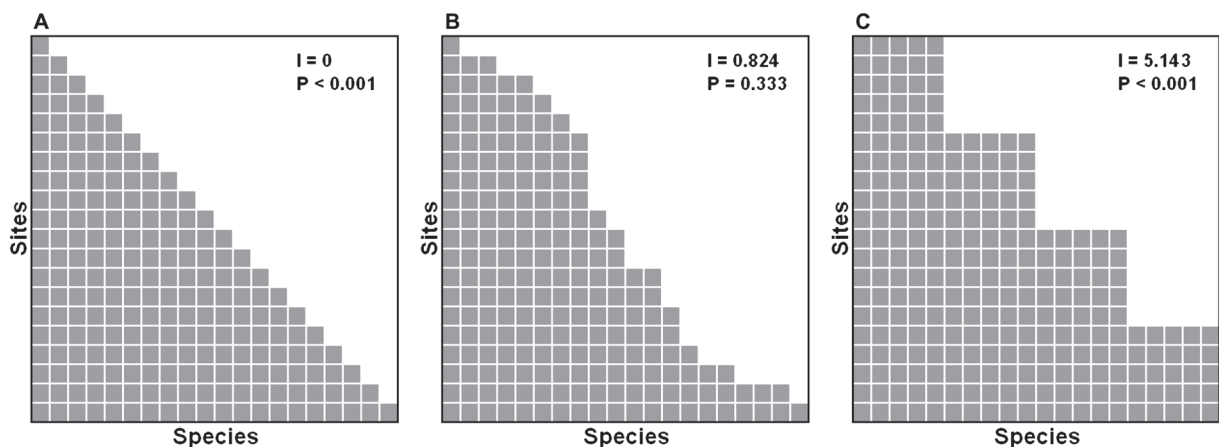 A
I = 0
P < 0.001
Sites
Species
B
I = 0.824
P = 0.333
Sites
Species
C
I = 5.143
P < 0.001
Sites
Species